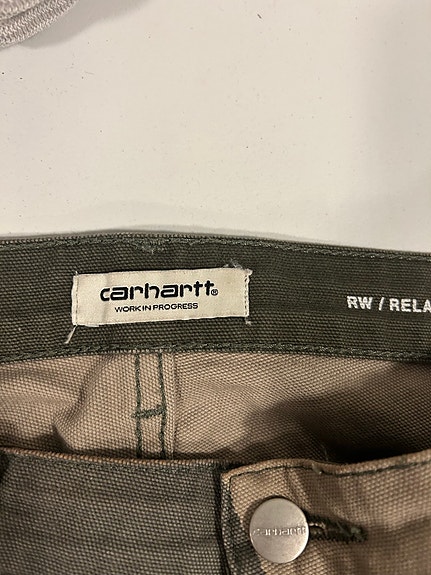 carhartt®
WORK IN PROGRESS
RW / RELA
carhartt